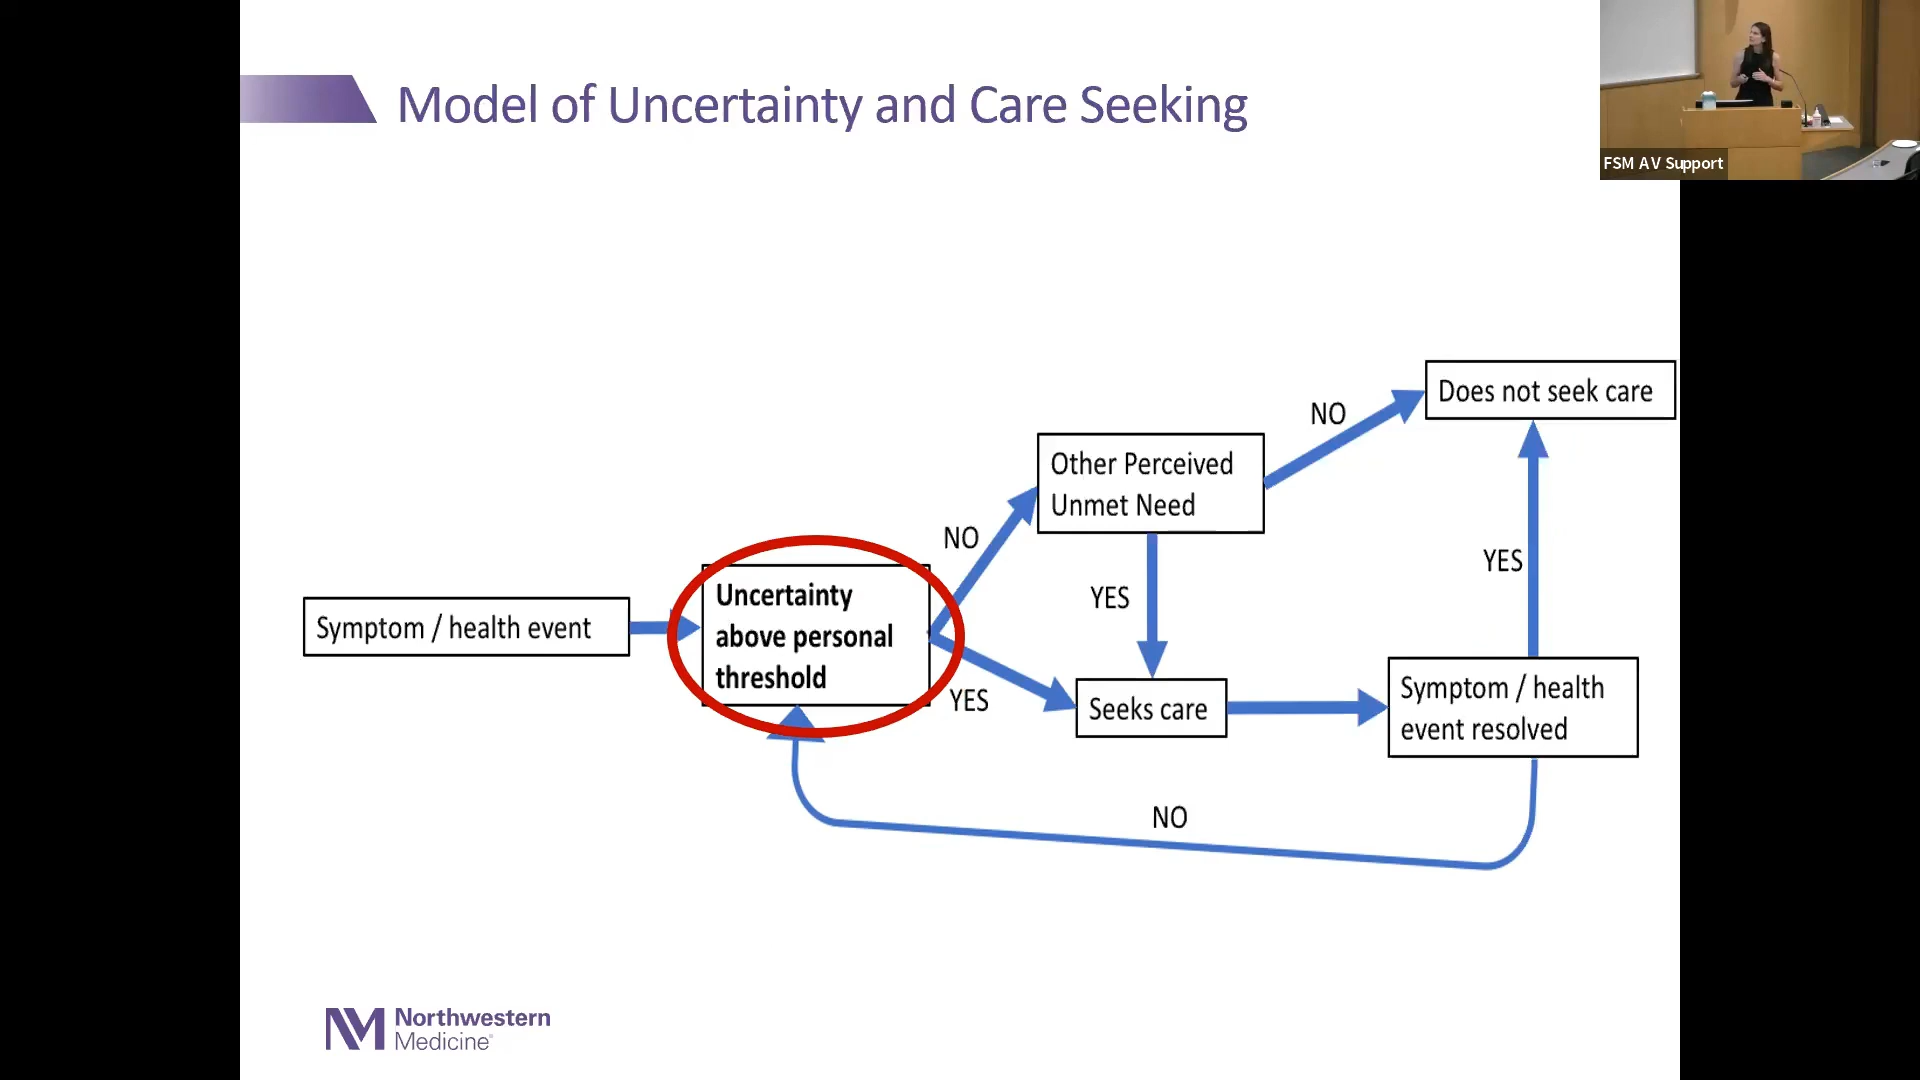 Model of Uncertainty and Care Seeking
FSM AV Support
Does not seek care
NO
Other Perceived
Unmet Need
NO
YES
YES
Symptom / health event
Uncertainty
above personal
threshold
YES
Seeks care
Symptom / health
event resolved
NO
Northwestern
Medicine